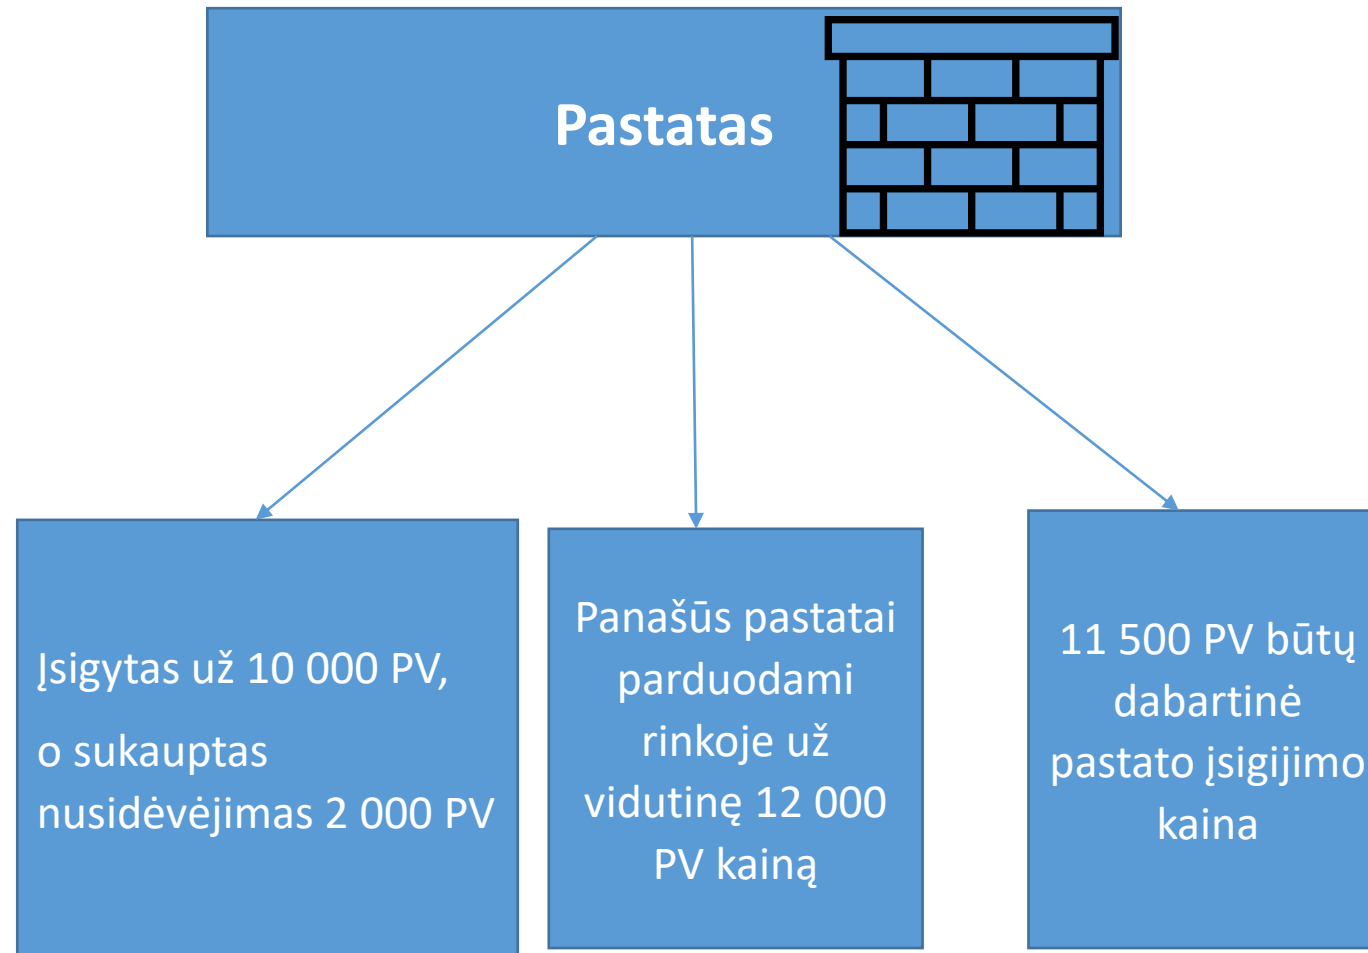 Pastatas
Įsigytas už 10 000 PV,
o sukauptas
nusidėvėjimas 2 000 PV
Panašūs pastatai
parduodami
rinkoje už
vidutinę 12 000
PV kainą
11 500 PV būtų
dabartinė
pastato įsigijimo
kaina